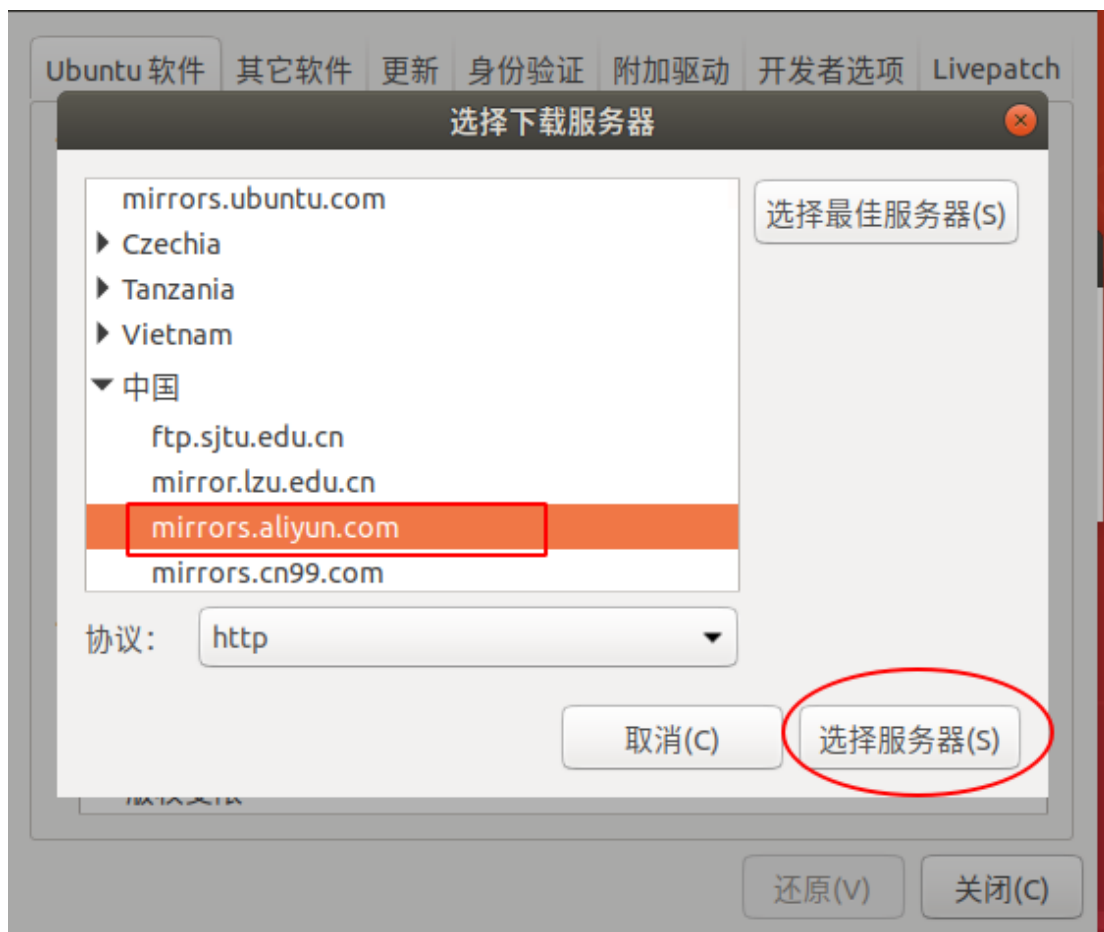 Ubuntu 软件 其它软件 更新 身份验证 附加驱动 开发者选项 Livepatch
选择下载服务器
mirrors.ubuntu.com
选择最佳服务器(S)
Czechia
Tanzania
Vietnam
中国
ftp.sjtu.edu.cn
mirror.lzu.edu.cn
mirrors.aliyun.com
mirrors.cn99.com
协议： http
取消(C) 选择服务器(S)
还原(V) 关闭(C)